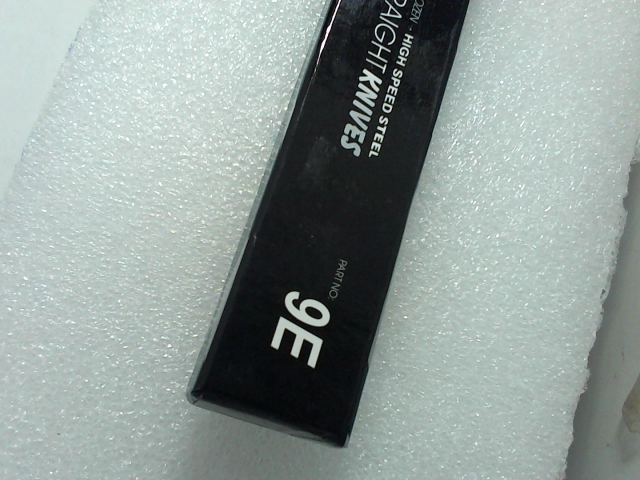 HIGH SPEED STEEL
KNIVES
PART NO:
9E